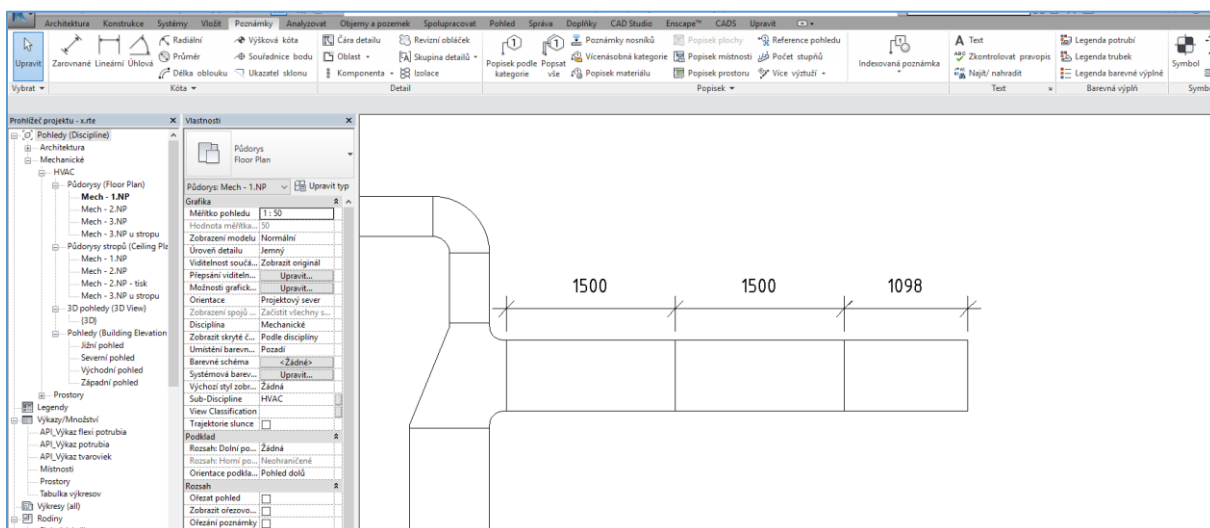 Architektura Konstrukce Systémy Vložit Poznámky Analyzovat Objemy a pozemek Spolupracovat Pohled Správa Doplňky CAD Studio Enscape™ CADS Upravit
Radiální Výšková kóta Čára detailu Revizní obláček Poznámky nosníků Popisek plochy Reference pohledu Text Legenda potrubí
Upravit Zarovnané Lineární Úhlová Průměr Souřadnice bodu Oblast Skupina detailů Popisek podle kategorie Popsat vše Vícenásobná kategorie Popisek místnosti Počet stupňů Indexovaná poznámka Zkontrolovat pravopis Legenda trubek Symbol
Délka oblouku Ukazatel sklonu Komponenta Izolace Popisek materiálu Popisek prostoru Více výztuží Najít/ nahradit Legenda barevné výplně
Vybrat Kóta Detail Popisek Text Barevná výplň Symbo
Prohlížeč projektu - x.rte
Pohledy (Discipline)
Architektura
Mechanické
HVAC
Půdorysy (Floor Plan)
Mech - 1.NP
Mech - 2.NP
Mech - 3.NP
Mech - 3.NP u stropu
Půdorysy stropů (Ceiling Pla
Mech - 1.NP
Mech - 2.NP
Mech - 2.NP - tisk
Mech - 3.NP u stropu
3D pohledy (3D View)
{3D}
Pohledy (Building Elevation
Jižní pohled
Severní pohled
Východní pohled
Západní pohled
Prostory
Legendy
Výkazy/Množství
API_Výkaz flexi potrubia
API_Výkaz potrubia
API_Výkaz tvaroviek
Místnosti
Prostory
Tabulka výkresov
Výkresy (all)
Rodiny
Vlastnosti
Půdorys
Floor Plan
Půdorys: Mech - 1.NP Upravit typ
Grafika
Měřítko pohledu 1 : 50
Hodnota měřítka... 50
Zobrazení modelu Normální
Úroveň detailu Jemný
Viditelnost součá... Zobrazit originál
Přepsání viditeln... Upravit...
Možnosti grafick... Upravit...
Orientace Projektový sever
Zobrazení spojů ... Začistit všechny s...
Disciplína Mechanické
Zobrazit skryté č... Podle disciplíny
Umístění barevn... Pozadí
Barevné schéma <Žádné>
Systémová barev... Upravit...
Výchozí styl zobr... Žádná
Sub-Discipline HVAC
View Classification
Trajektorie slunce
Podklad
Rozsah: Dolní po... Žádná
Rozsah: Horní po... Neohraničené
Orientace podkla... Pohled dolů
Rozsah
Ořezat pohled
Zobrazit ořezovo...
Ořezání poznámky
1500 1500 1098